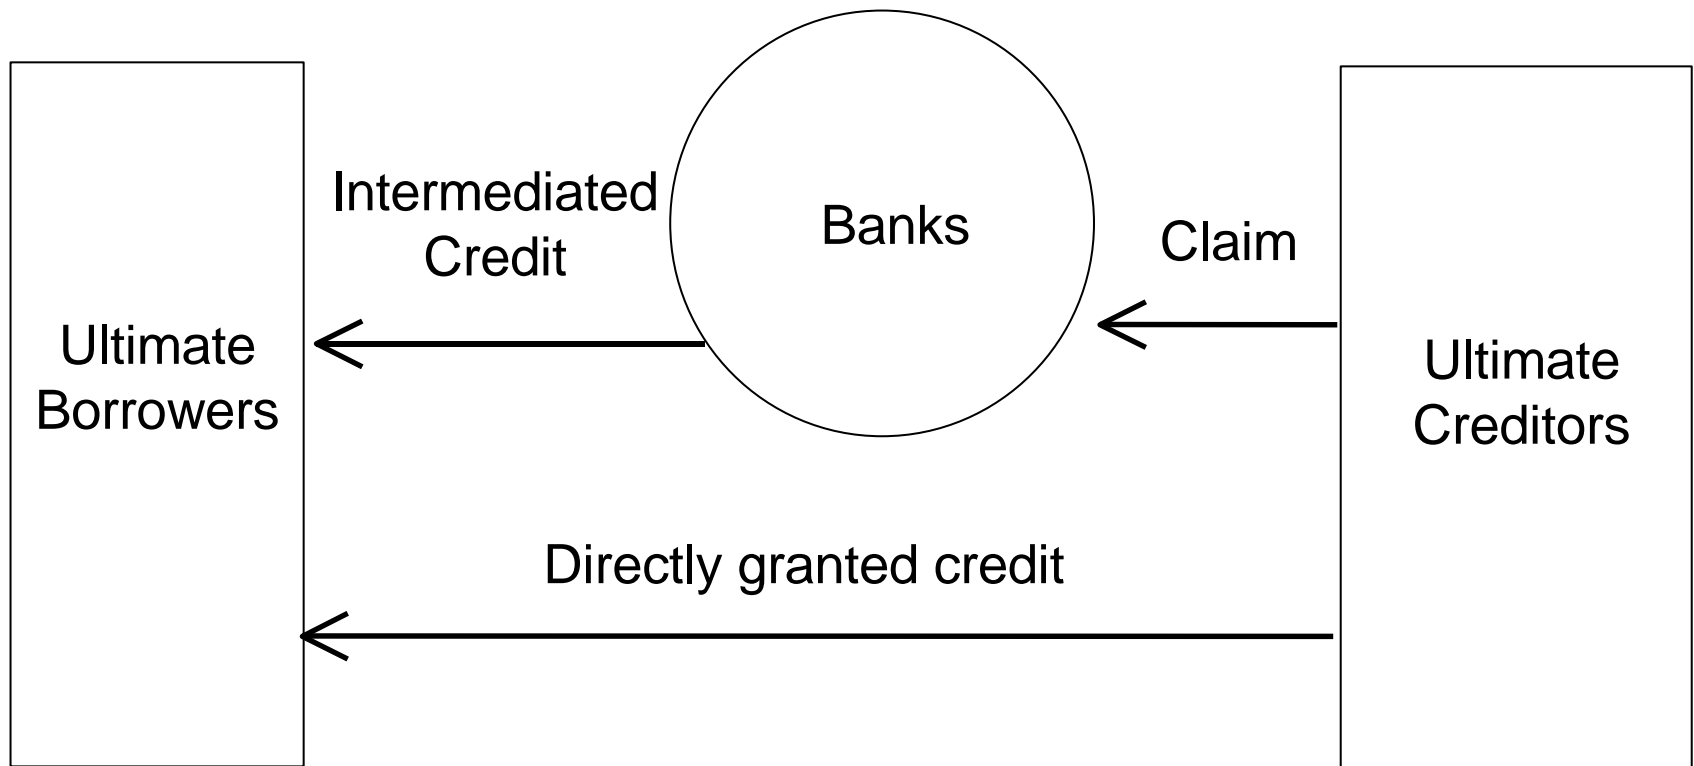 Ultimate
Borrowers
Intermediated
Credit
Banks
Claim
Ultimate
Creditors
Directly granted credit